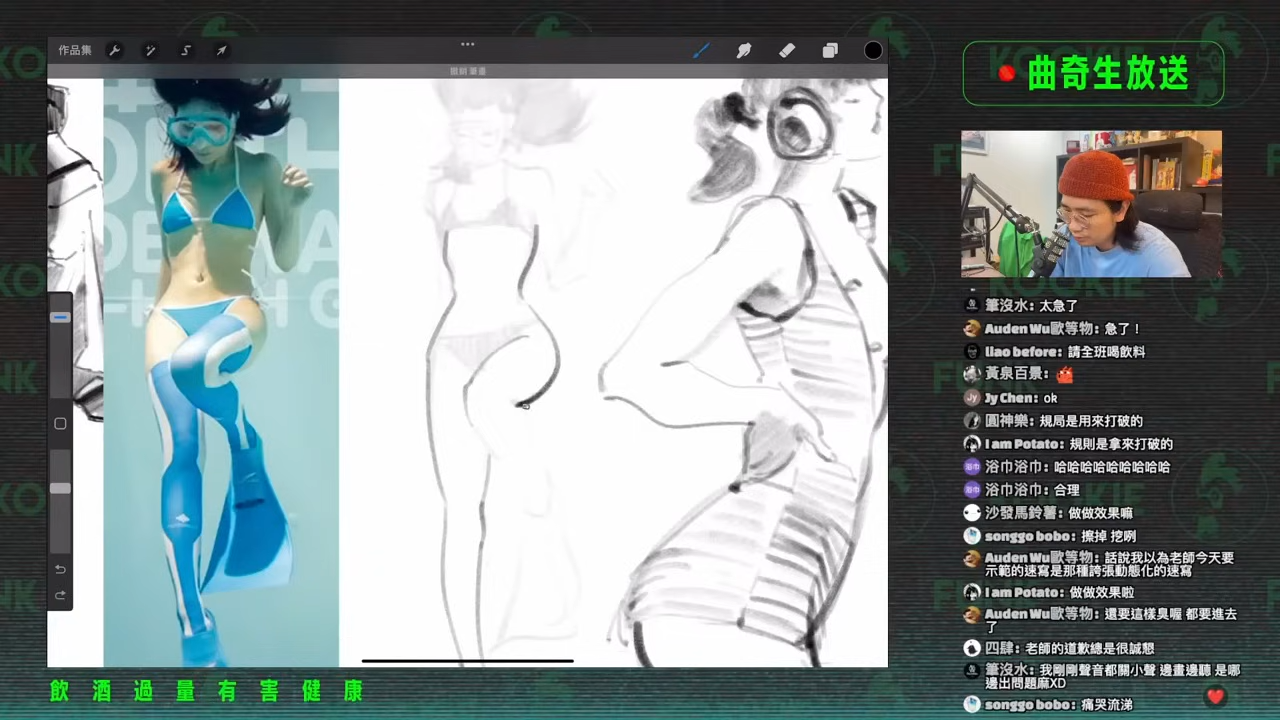 作品集
撤銷 筆畫
曲奇生放送
筆沒水: 太急了
Auden Wu歐等物: 急了！
liao before: 請全班喝飲料
黃泉百景:
Jy Chen: ok
圓神樂: 規局是用來打破的
I am Potato: 規則是拿來打破的
浴巾浴巾: 哈哈哈哈哈哈哈哈哈
浴巾浴巾: 合理
沙發馬鈴薯: 做做效果嘛
songgo bobo: 擦掉 挖咧
Auden Wu歐等物: 話說我以為老師今天要
示範的速寫是那種誇張動態化的速寫
I am Potato: 做做效果啦
Auden Wu歐等物: 還要這樣臭喔 都要進去
了
四肆: 老師的道歉總是很誠懇
筆沒水: 我剛剛聲音都關小聲 邊畫邊聽 是哪
邊出問題麻XD
songgo bobo: 痛哭流涕
飲酒過量有害健康